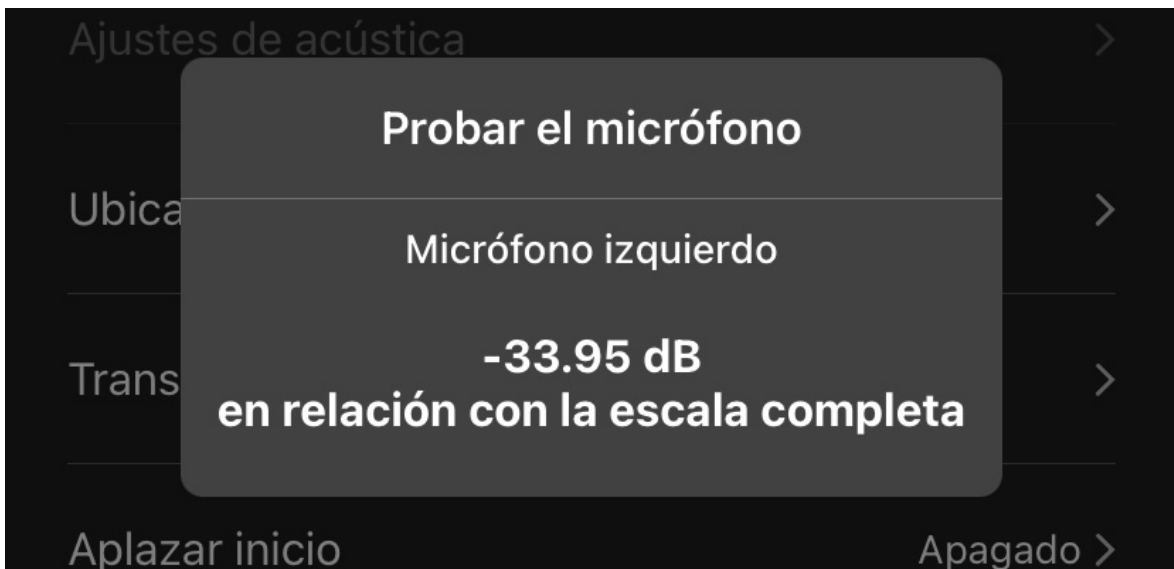 Ajustes de acústica
Probar el micrófono
Ubica
Micrófono izquierdo
-33.95 dB
Trans
en relación con la escala completa
Aplazar inicio Apagado